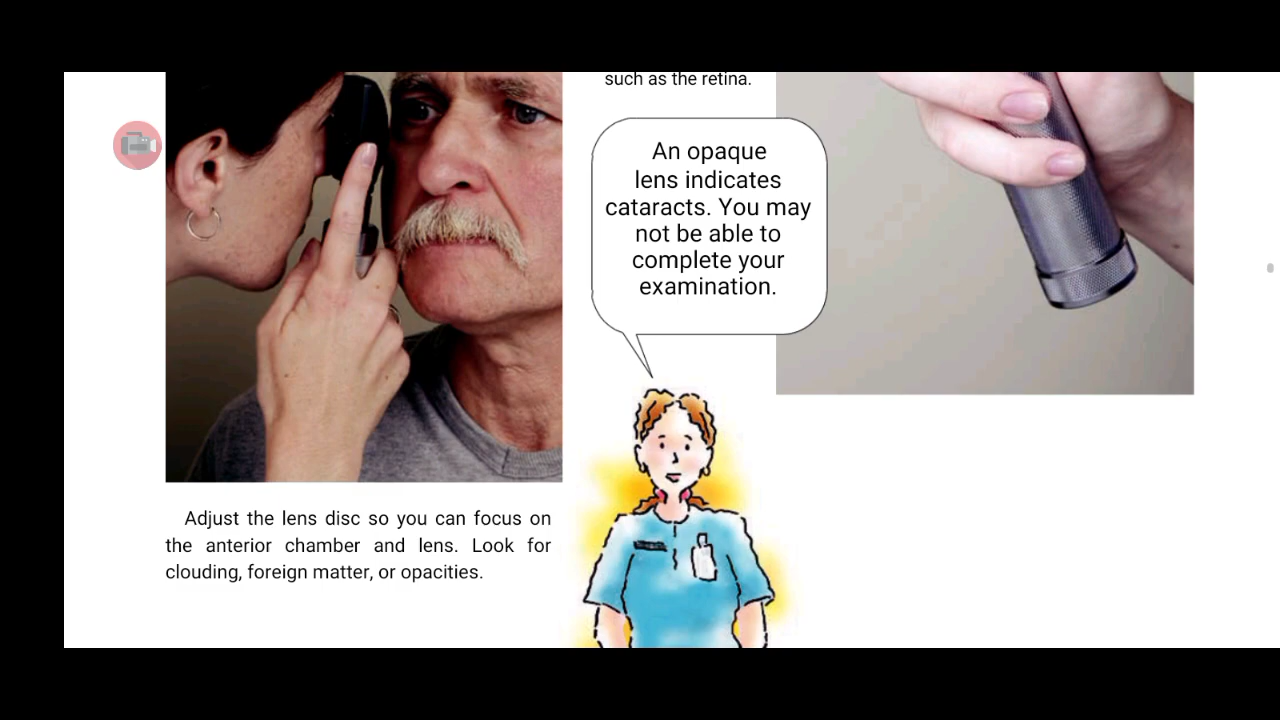 such as the retina.
An opaque
lens indicates
cataracts. You may
not be able to
complete your
examination.
Adjust the lens disc so you can focus on
the anterior chamber and lens. Look for
clouding, foreign matter, or opacities.